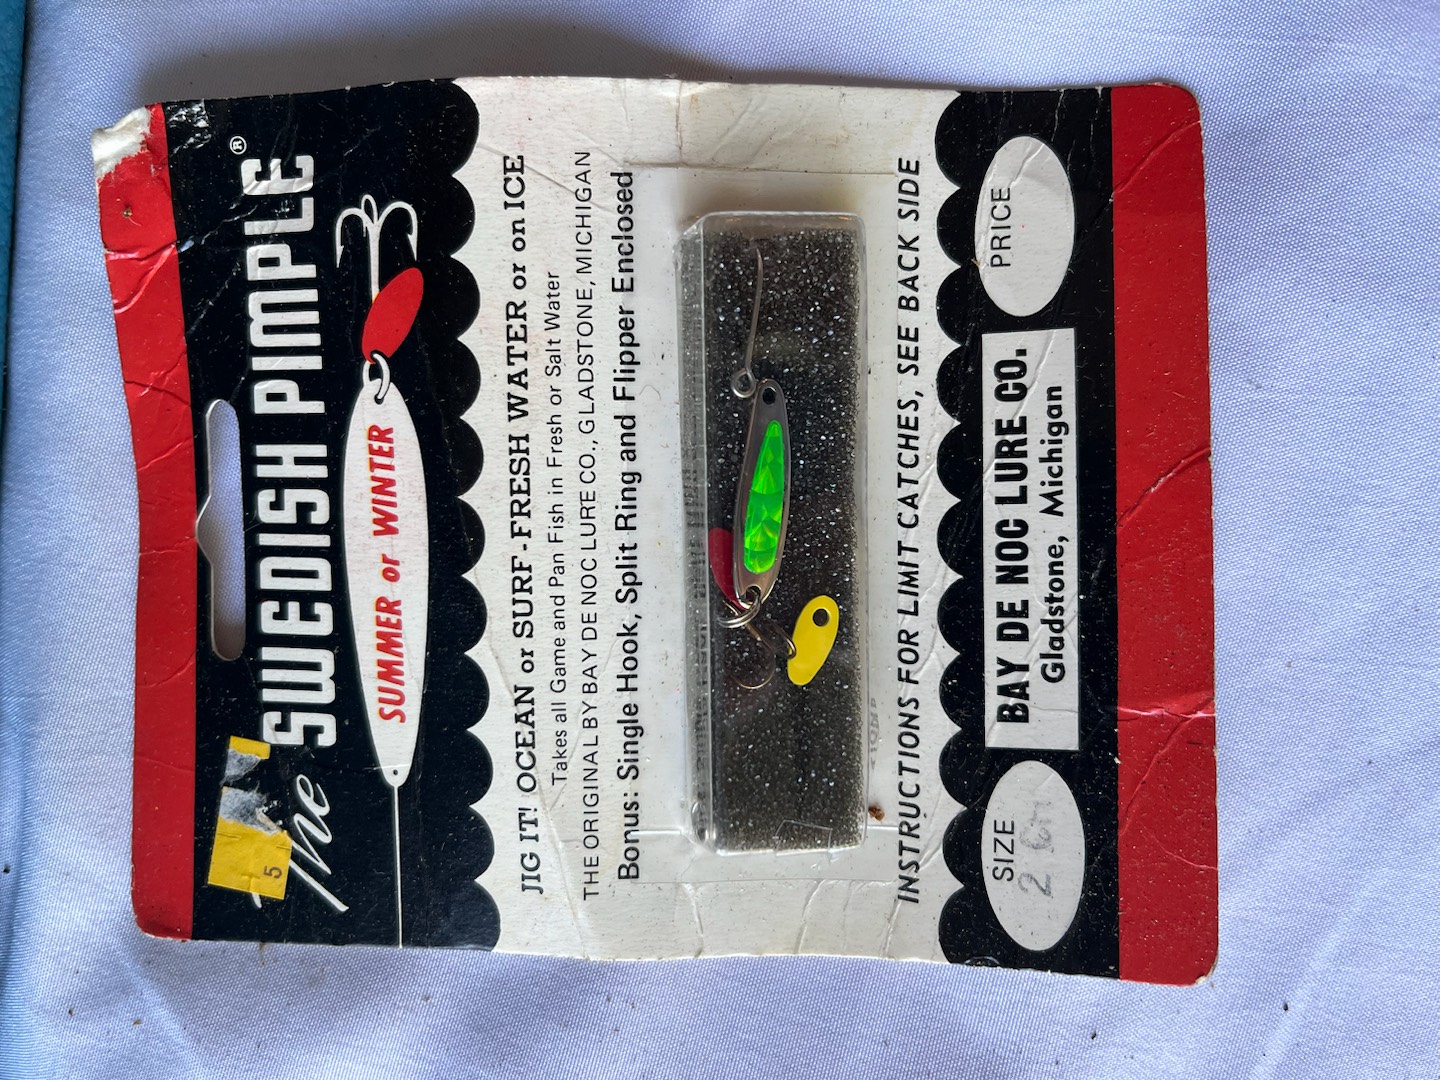 5
The SWEDISH PIMPLE®
SUMMER or WINTER
JIG IT! OCEAN or SURF-FRESH WATER or on ICE
Takes all Game and Pan Fish in Fresh or Salt Water
THE ORIGINAL BY BAY DE NOC LURE CO., GLADSTONE, MICHIGAN
Bonus: Single Hook, Split Ring and Flipper Enclosed
INSTRUCTIONS FOR LIMIT CATCHES, SEE BACK SIDE
SIZE
2
BAY DE NOC LURE CO.
Gladstone, Michigan
PRICE